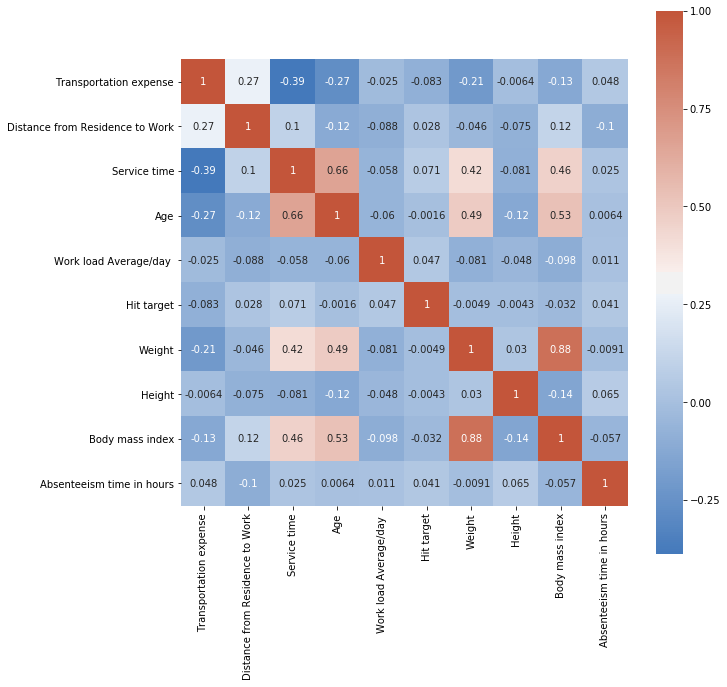 1.00
Transportation expense 1 0.27 -0.39 -0.27 -0.025 -0.083 -0.21 -0.0064 -0.13 0.048
Distance from Residence to Work 0.27 1 0.1 -0.12 -0.088 0.028 -0.046 -0.075 0.12 -0.1
0.75
Service time -0.39 0.1 1 0.66 -0.058 0.071 0.42 -0.081 0.46 0.025
Age -0.27 -0.12 0.66 1 -0.06 -0.0016 0.49 -0.12 0.53 0.0064
0.50
Work load Average/day -0.025 -0.088 -0.058 -0.06 1 0.047 -0.081 -0.048 -0.098 0.011
0.25
Hit target -0.083 0.028 0.071 -0.0016 0.047 1 -0.0049 -0.0043 -0.032 0.041
Weight -0.21 -0.046 0.42 0.49 -0.081 -0.0049 1 0.03 0.88 -0.0091
Height -0.0064 -0.075 -0.081 -0.12 -0.048 -0.0043 0.03 1 -0.14 0.065
0.00
Body mass index -0.13 0.12 0.46 0.53 -0.098 -0.032 0.88 -0.14 1 -0.057
Absenteeism time in hours 0.048 -0.1 0.025 0.0064 0.011 0.041 -0.0091 0.065 -0.057 1
−0.25
Transportation expense
Distance from Residence to Work
Service time
Age
Work load Average/day
Hit target
Weight
Height
Body mass index
Absenteeism time in hours